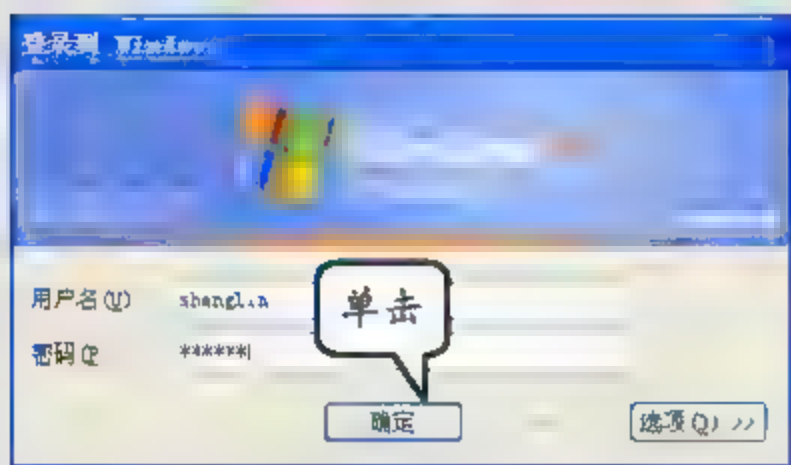 登录到 Windows
用户名(U) shanglin
单击
密码(P ******
确定 选项(O) >>